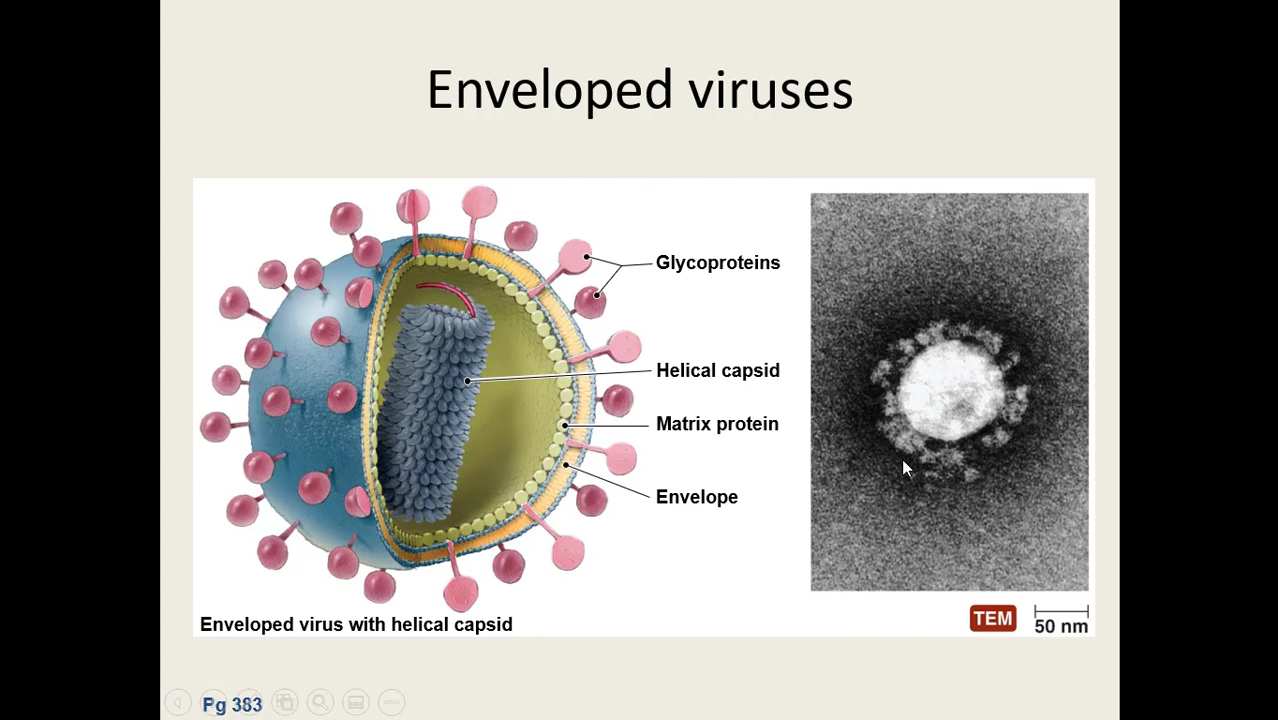 Enveloped viruses
Glycoproteins
Helical capsid
Matrix protein
Envelope
Enveloped virus with helical capsid
TEM
50 nm
Pg 383